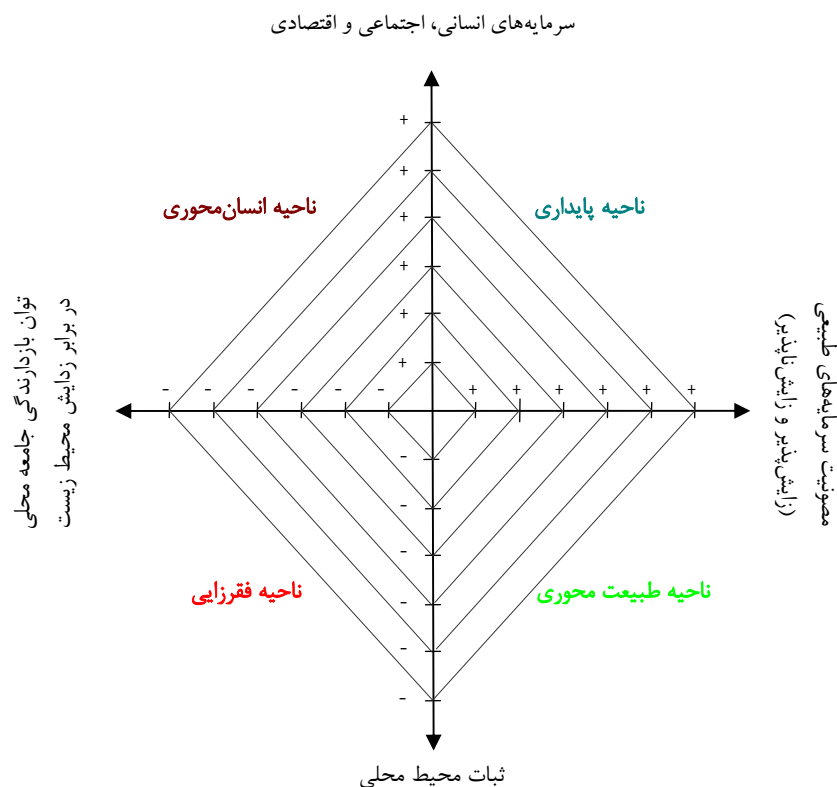 سرمایه‌های انسانی، اجتماعی و اقتصادی
+
+
+
+
+
+
ناحیه پایداری
ناحیه انسان‌محوری
مصونیت سرمایه‌های طبیعی
(زایش‌پذیر و زایش‌ناپذیر)
توان بازدارندگی جامعه محلی
در برابر زدایش محیط زیست
+ + + + + +
- - - - - -
-
-
-
-
-
-
ناحیه طبیعت محوری
ناحیه فقرزایی
ثبات محیط محلی